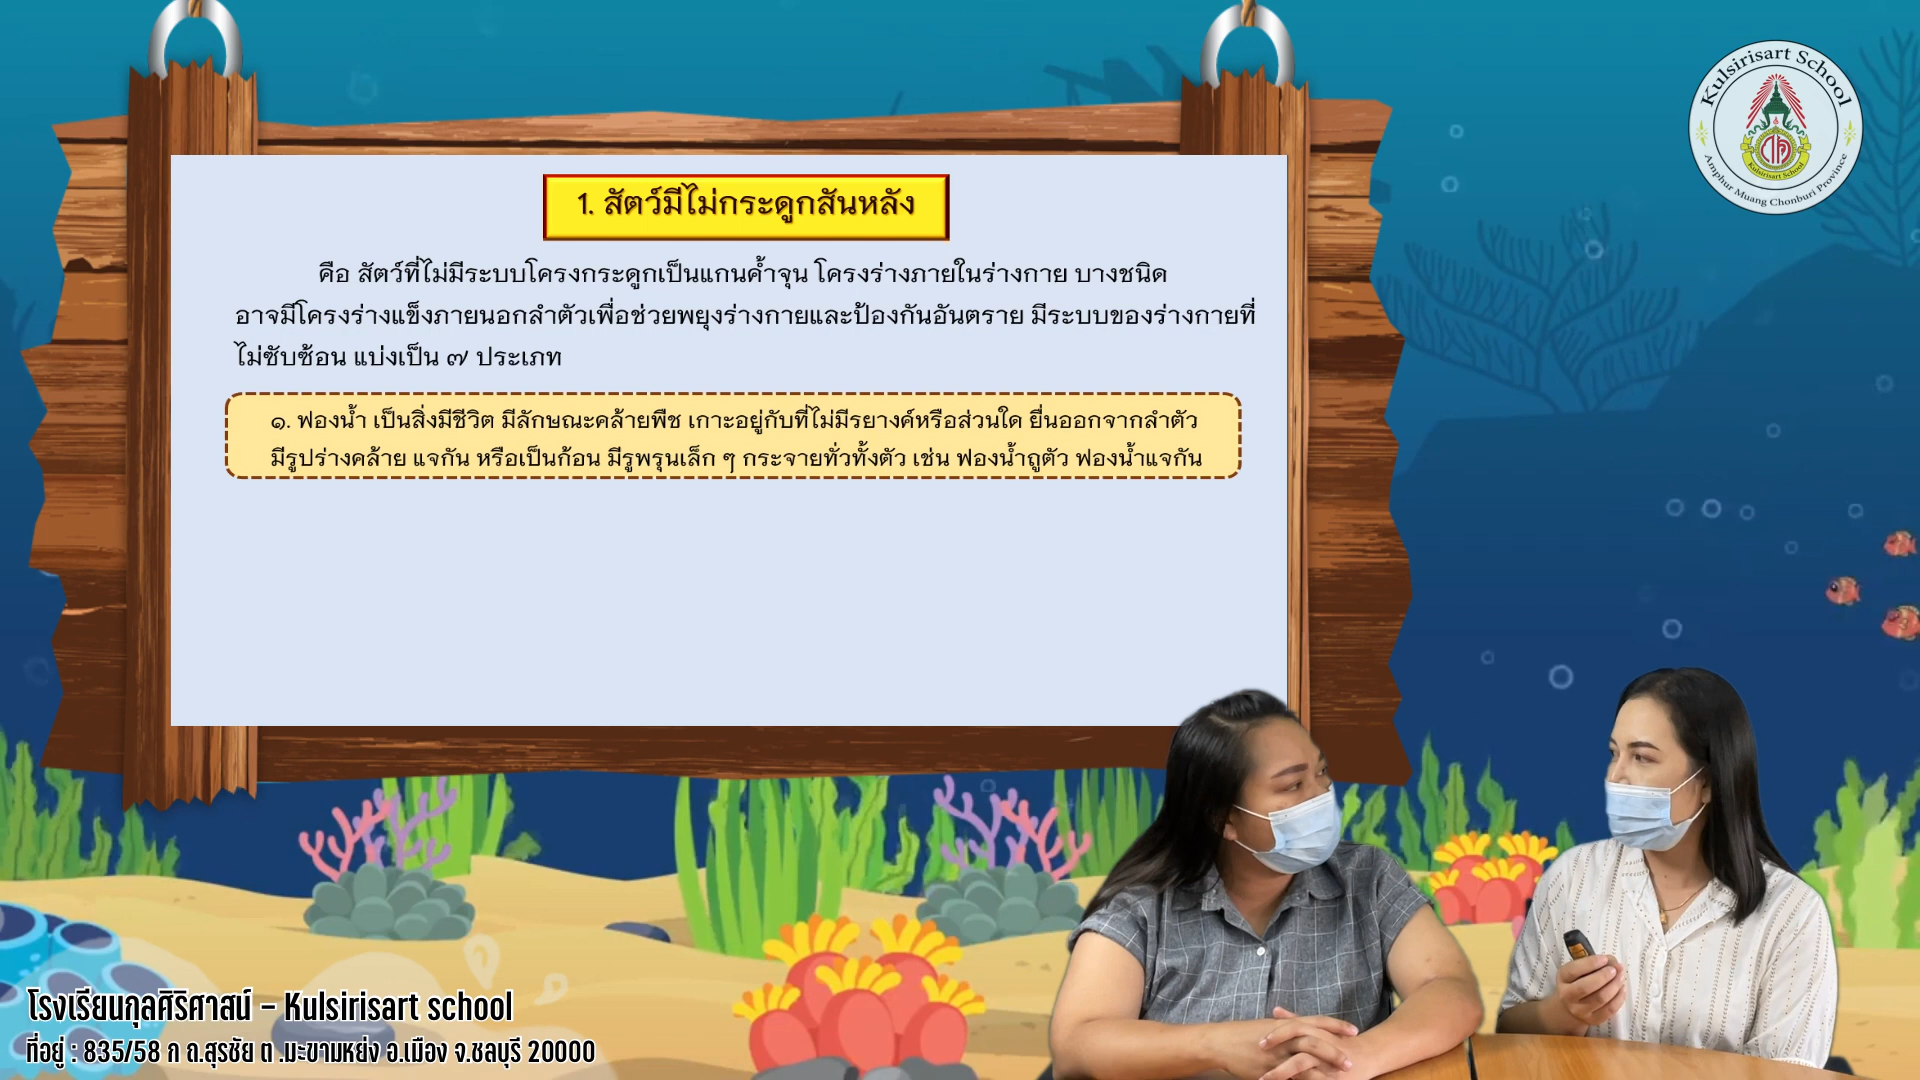 1. สัตว์มีไม่กระดูกสันหลัง
คือ สัตว์ที่ไม่มีระบบโครงกระดูกเป็นแกนค้ำจุน โครงร่างภายในร่างกาย บางชนิด
อาจมีโครงร่างแข็งภายนอกลำตัวเพื่อช่วยพยุงร่างกายและป้องกันอันตราย มีระบบของร่างกายที่
ไม่ซับซ้อน แบ่งเป็น ๗ ประเภท
๑. ฟองน้ำ เป็นสิ่งมีชีวิต มีลักษณะคล้ายพืช เกาะอยู่กับที่ไม่มีรยางค์หรือส่วนใด ยื่นออกจากลำตัว
มีรูปร่างคล้าย แจกัน หรือเป็นก้อน มีรูพรุนเล็ก ๆ กระจายทั่วทั้งตัว เช่น ฟองน้ำถูตัว ฟองน้ำแจกัน
Kulsirisart School
Kulsirisart School
Amphur Muang Chonburi Province
โรงเรียนกุลศิริศาสน์ – Kulsirisart school
ที่อยู่ : 835/58 ก ถ.สุรชัย ต .มะขามหย่ง อ.เมือง จ.ชลบุรี 20000